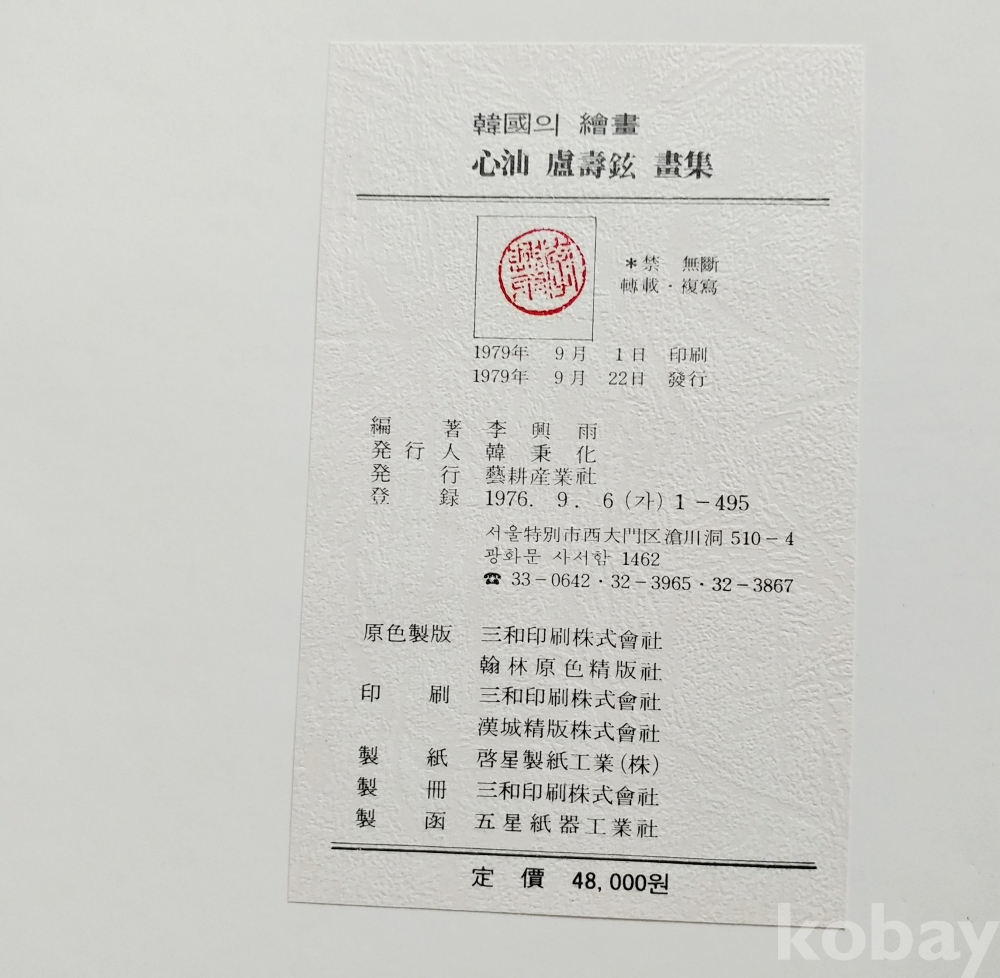 韓國의 繪畫
心汕 盧壽鉉 畫集
*禁 無斷
轉載·複寫
1979年 9月 1日 印刷
1979年 9月 22日 發行
編 著 李興雨
発行人 韓秉化
発 行 藝耕産業社
登 録 1976. 9. 6 (가) 1-495
서울特別市西大門区滄川洞 510-4
광화문 사서함 1462
☎ 33-0642·32-3965·32-3867
原色製版 三和印刷株式會社
翰林原色精版社
印 刷 三和印刷株式會社
漢城精版株式會社
製 紙 啓星製紙工業(株)
製 冊 三和印刷株式會社
製 函 五星紙器工業社
定 價 48,000원
kobay